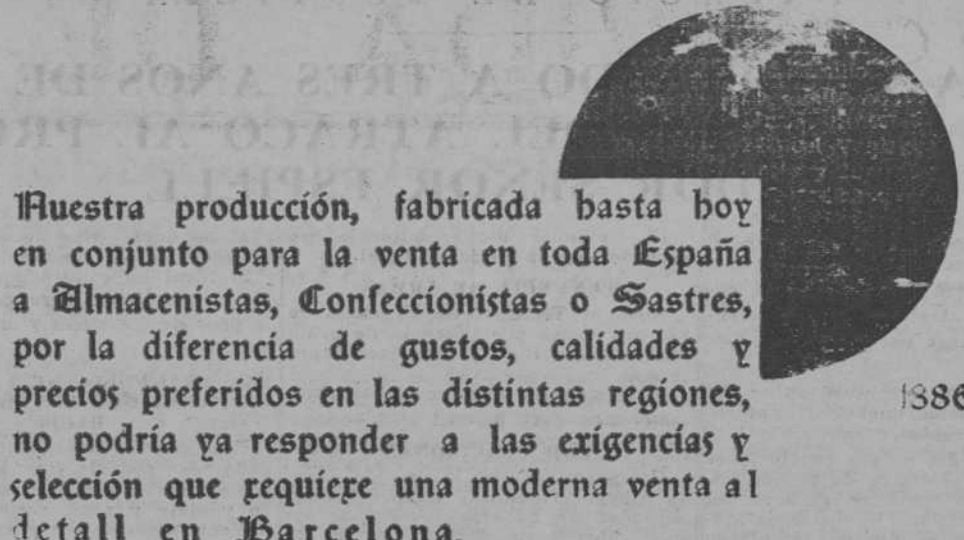 Nuestra producción, fabricada hasta hoy
en conjunto para la venta en toda España
a Almacenistas, Confeccionistas o Sastres,
por la diferencia de gustos, calidades y
precios preferidos en las distintas regiones,
1886
no podría ya responder a las exigencias y
selección que requiere una moderna venta al
detall en Barcelona.